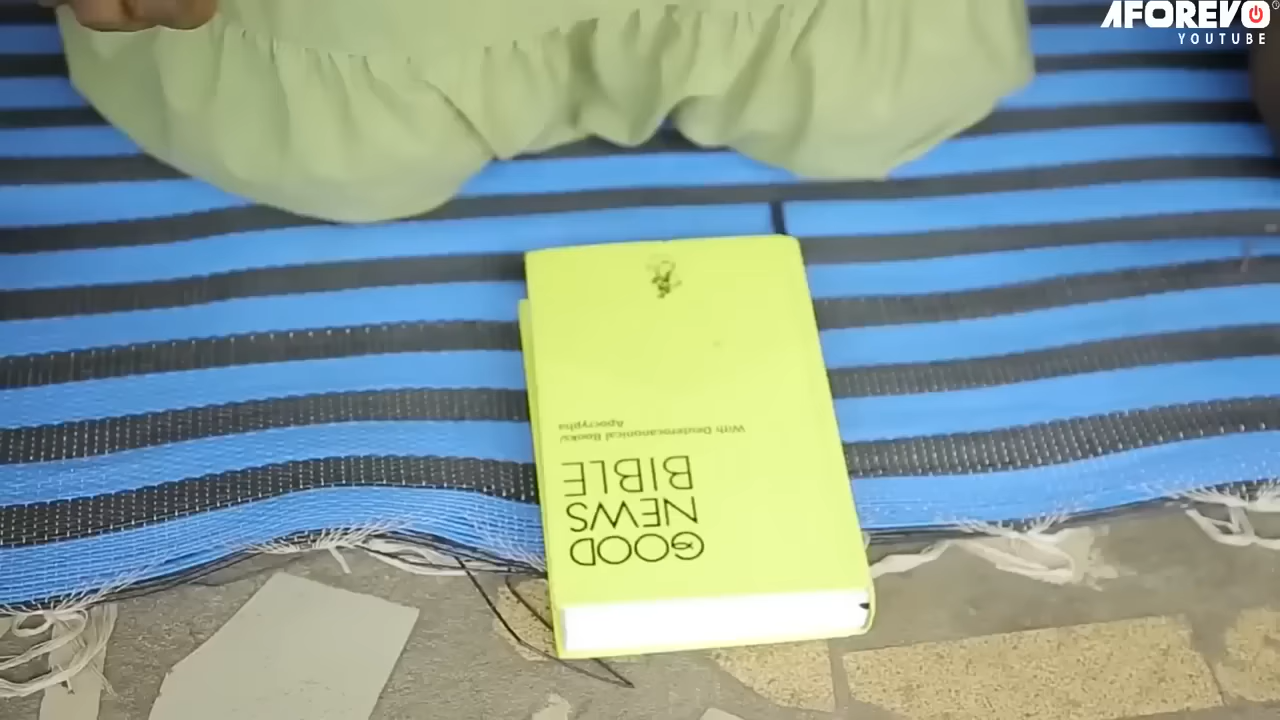 AFOREVO
YOUTUBE
GOOD
NEWS
BIBLE
With Deuterocanonical Books/
Apocrypha